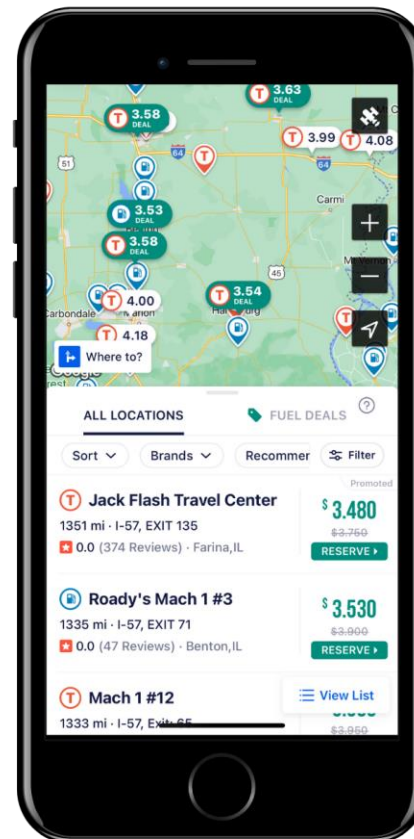 3.63
DEAL
3.58
DEAL
3.99
4.08
64
51
64
Carmi
3.53
DEAL
3.58
DEAL
45
3.54
DEAL
4.00
Carbondale
4.18
Where to?
ALL LOCATIONS
FUEL DEALS
?
Sort
Brands
Recommer
Filter
Promoted
T Jack Flash Travel Center
$ 3.480
1351 mi · I-57, EXIT 135
$3.760
0.0 (374 Reviews) · Farina,IL
RESERVE
Roady's Mach 1 #3
$ 3.530
1335 mi · I-57, EXIT 71
$3.900
0.0 (47 Reviews) · Benton,IL
RESERVE
T Mach 1 #12
View List
1333 mi · I-57, Exit: 65
$3.950